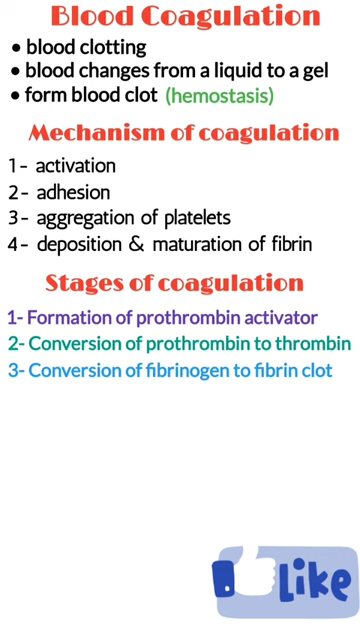 Blood Coagulation
• blood clotting
• blood changes from a liquid to a gel
• form blood clot (hemostasis)
Mechanism of coagulation
1- activation
2- adhesion
3- aggregation of platelets
4- deposition & maturation of fibrin
Stages of coagulation
1- Formation of prothrombin activator
2- Conversion of prothrombin to thrombin
3- Conversion of fibrinogen to fibrin clot
Like